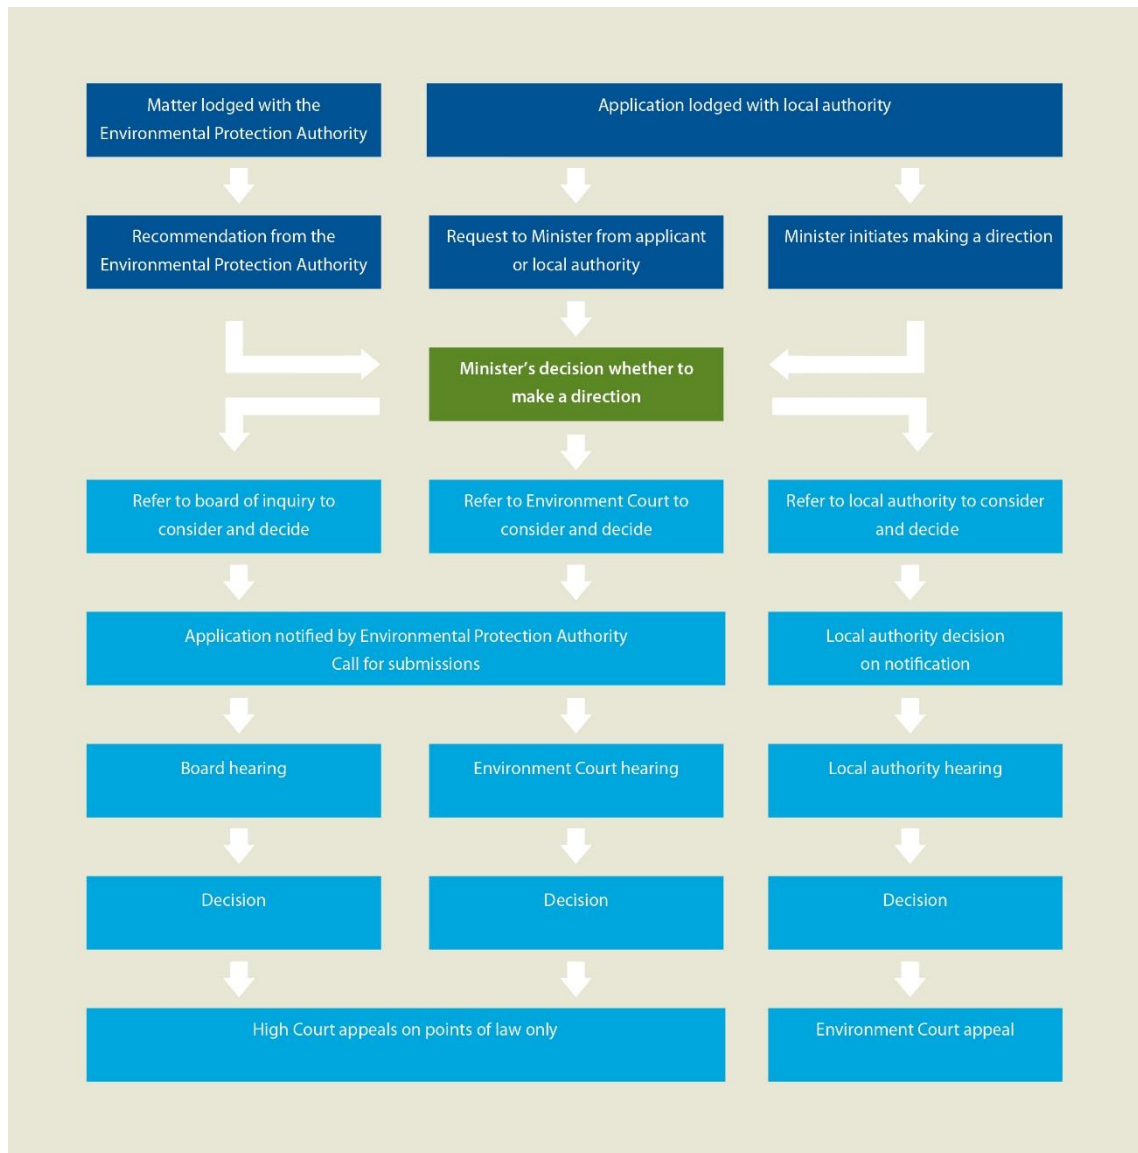 Matter lodged with the
Environmental Protection Authority
Application lodged with local authority
Recommendation from the
Environmental Protection Authority
Request to Minister from applicant
or local authority
Minister initiates making a direction
Minister’s decision whether to
make a direction
Refer to board of inquiry to
consider and decide
Refer to Environment Court to
consider and decide
Refer to local authority to consider
and decide
Application notified by Environmental Protection Authority
Call for submissions
Local authority decision
on notification
Board hearing
Environment Court hearing
Local authority hearing
Decision
Decision
Decision
High Court appeals on points of law only
Environment Court appeal